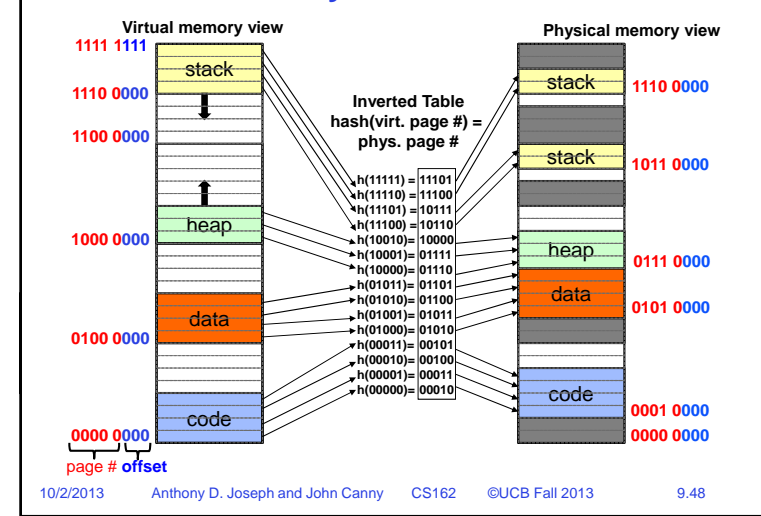 Virtual memory view
Physical memory view
1111 1111
stack
1110 0000
1100 0000
heap
1000 0000
data
0100 0000
code
0000 0000
page # offset
Inverted Table
hash(virt. page #) =
phys. page #
h(11111) = 11101
h(11110) = 11100
h(11101) = 10111
h(11100) = 10110
h(10010)= 10000
h(10001)= 01111
h(10000)= 01110
h(01011)= 01101
h(01010)= 01100
h(01001)= 01011
h(01000)= 01010
h(00011)= 00101
h(00010)= 00100
h(00001)= 00011
h(00000)= 00010
stack
1110 0000
stack
1011 0000
heap
0111 0000
data
0101 0000
code
0001 0000
0000 0000
10/2/2013 Anthony D. Joseph and John Canny CS162 ©UCB Fall 2013 9.48